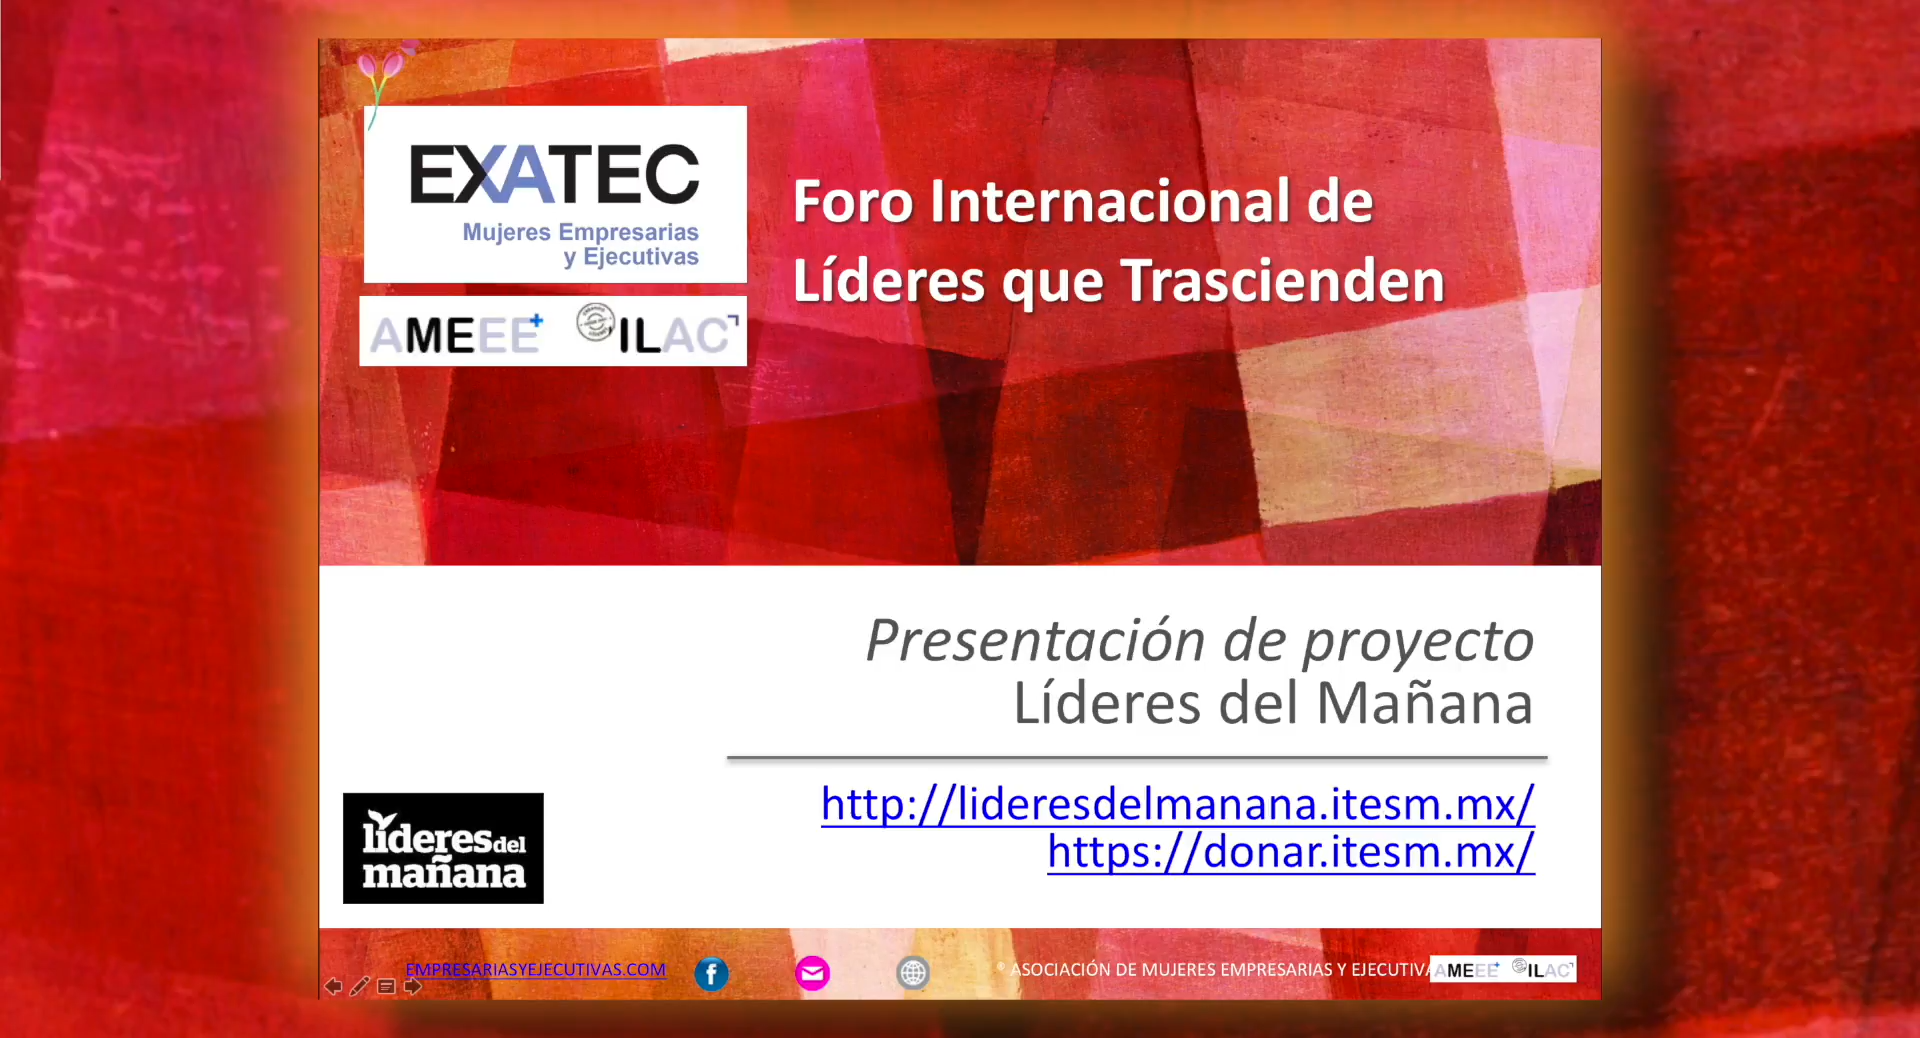 EXATEC
Mujeres Empresarias
y Ejecutivas
AMEEE+ ILAC
Foro Internacional de
Líderes que Trascienden
Presentación de proyecto
Líderes del Mañana
http://lideresdelmanana.itesm.mx/
https://donar.itesm.mx/
líderes del
mañana
EMPRESARIASYEJECUTIVAS.COM
® ASOCIACIÓN DE MUJERES EMPRESARIAS Y EJECUTIV
AMEEE+ ILAC